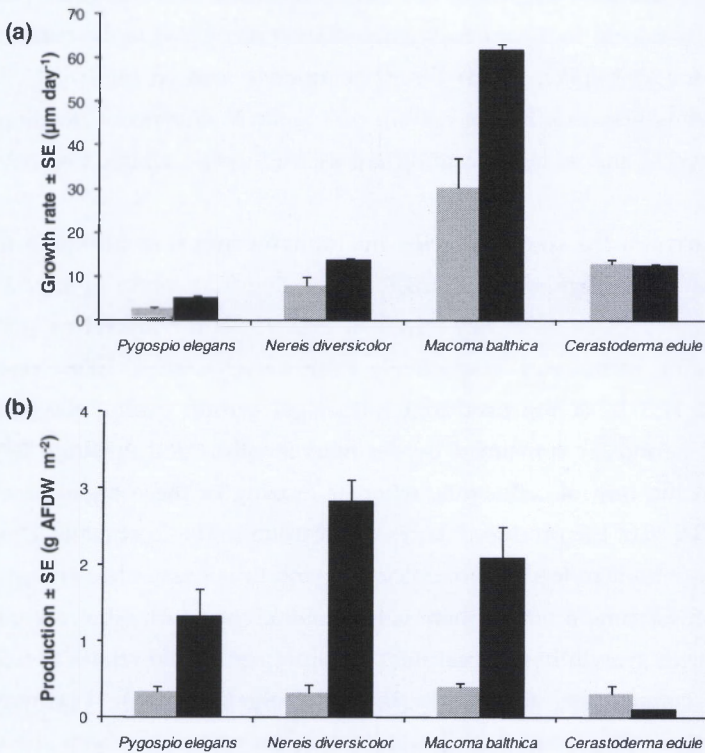 (a)
Growth rate ± SE (µm day⁻¹)
70
60
50
40
30
20
10
0
Pygospio elegans Nereis diversicolor Macoma balthica Cerastoderma edule
(b)
Production ± SE (g AFDW m⁻²)
4
3
2
1
0
Pygospio elegans Nereis diversicolor Macoma balthica Cerastoderma edule